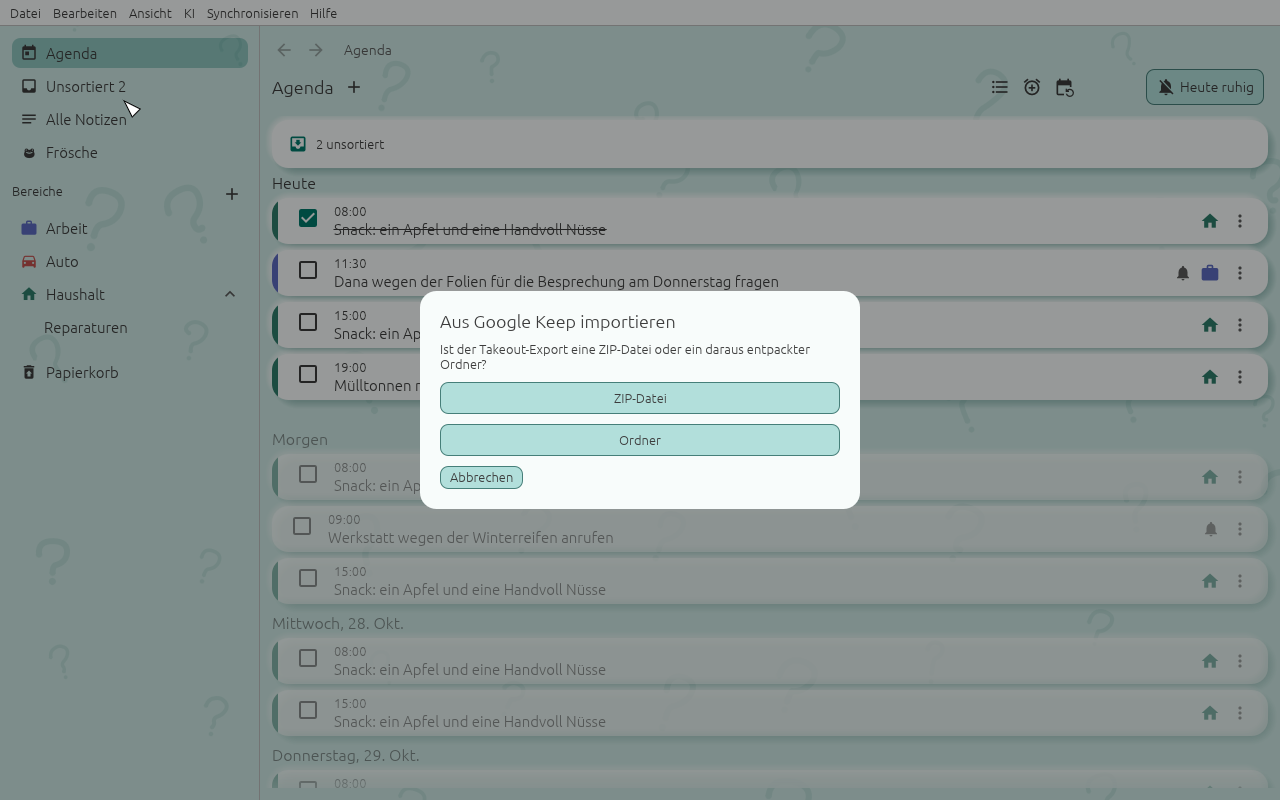 Datei Bearbeiten Ansicht KI Synchronisieren Hilfe
Agenda
Unsortiert 2
Alle Notizen
Frösche
Bereiche
Arbeit
Auto
Haushalt
Reparaturen
Papierkorb
Agenda
Agenda
Heute ruhig
2 unsortiert
Heute
08:00
Snack: ein Apfel und eine Handvoll Nüsse
11:30
Dana wegen der Folien für die Besprechung am Donnerstag fragen
15:00
Snack: ein Ap
19:00
Mülltonnen
Aus Google Keep importieren
Ist der Takeout-Export eine ZIP-Datei oder ein daraus entpackter
Ordner?
ZIP-Datei
Ordner
Abbrechen
Morgen
08:00
Snack: ein Ap
09:00
Werkstatt wegen der Winterreifen anrufen
15:00
Snack: ein Apfel und eine Handvoll Nüsse
Mittwoch, 28. Okt.
08:00
Snack: ein Apfel und eine Handvoll Nüsse
15:00
Snack: ein Apfel und eine Handvoll Nüsse
Donnerstag, 29. Okt.
08:00